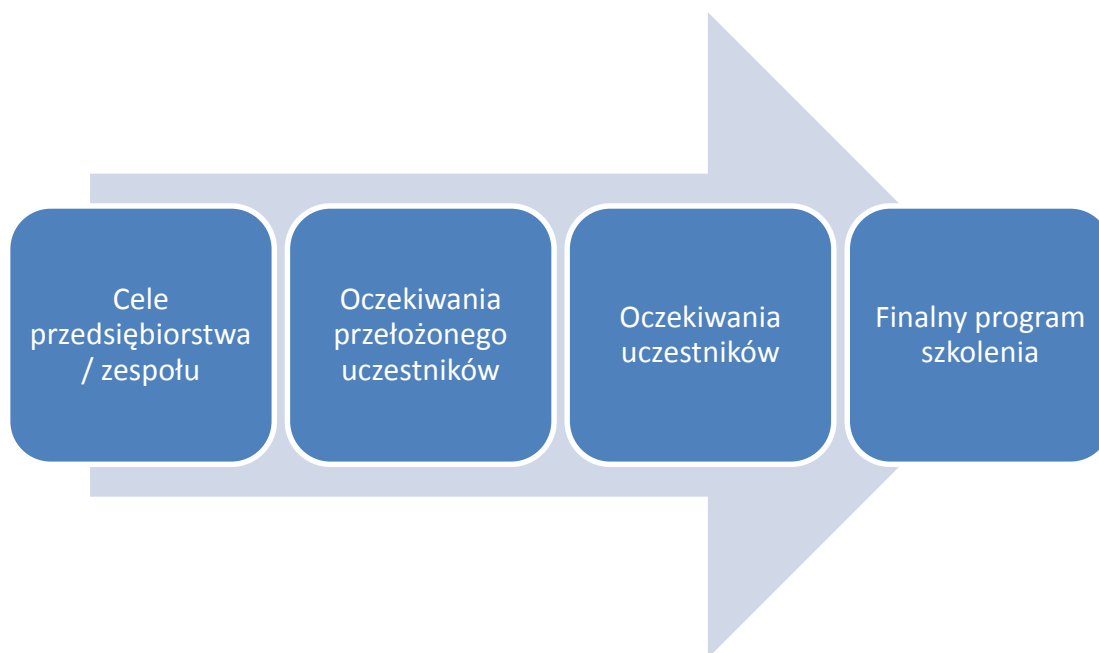 Cele
przedsiębiorstwa
/ zespołu
Oczekiwania
przełożonego
uczestników
Oczekiwania
uczestników
Finalny program
szkolenia